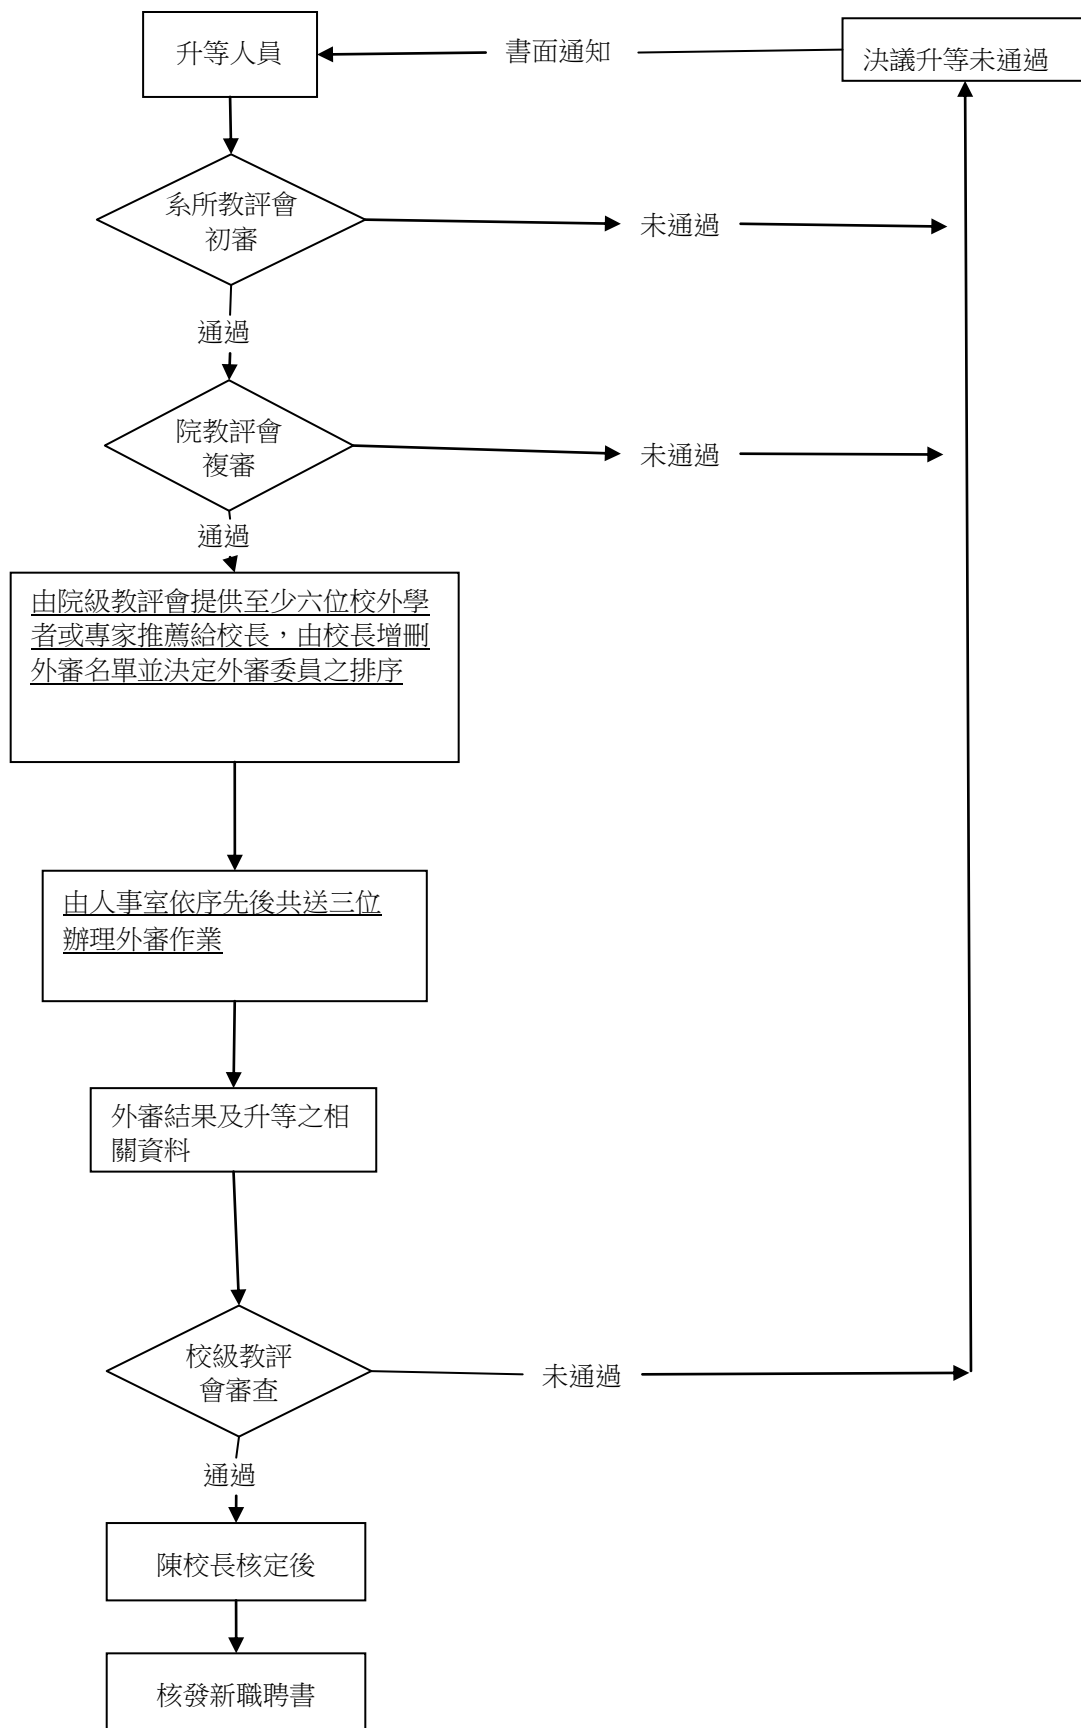 升等人員
書面通知
決議升等未通過
系所教評會
初審
未通過
通過
院教評會
複審
未通過
通過
由院級教評會提供至少六位校外學
者或專家推薦給校長，由校長增刪
外審名單並決定外審委員之排序
由人事室依序先後共送三位
辦理外審作業
外審結果及升等之相
關資料
校級教評
會審查
未通過
通過
陳校長核定後
核發新職聘書